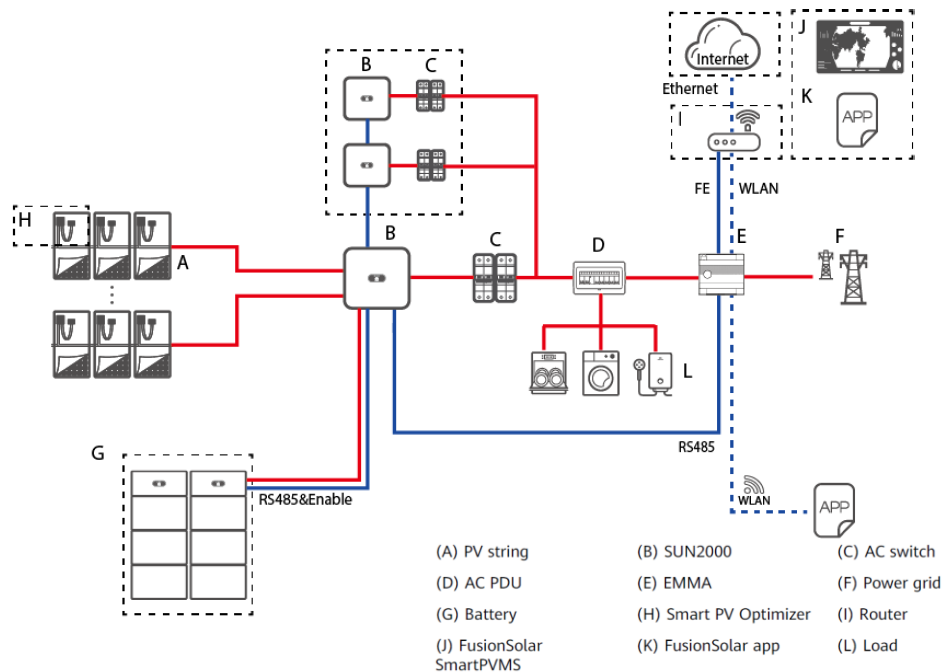 Internet
J
B
C
Ethernet
K
APP
I
FE
WLAN
H
A
B
C
D
E
F
L
RS485
G
RS485&Enable
WLAN
APP
(A) PV string
(B) SUN2000
(C) AC switch
(D) AC PDU
(E) EMMA
(F) Power grid
(G) Battery
(H) Smart PV Optimizer
(I) Router
(J) FusionSolar
SmartPVMS
(K) FusionSolar app
(L) Load